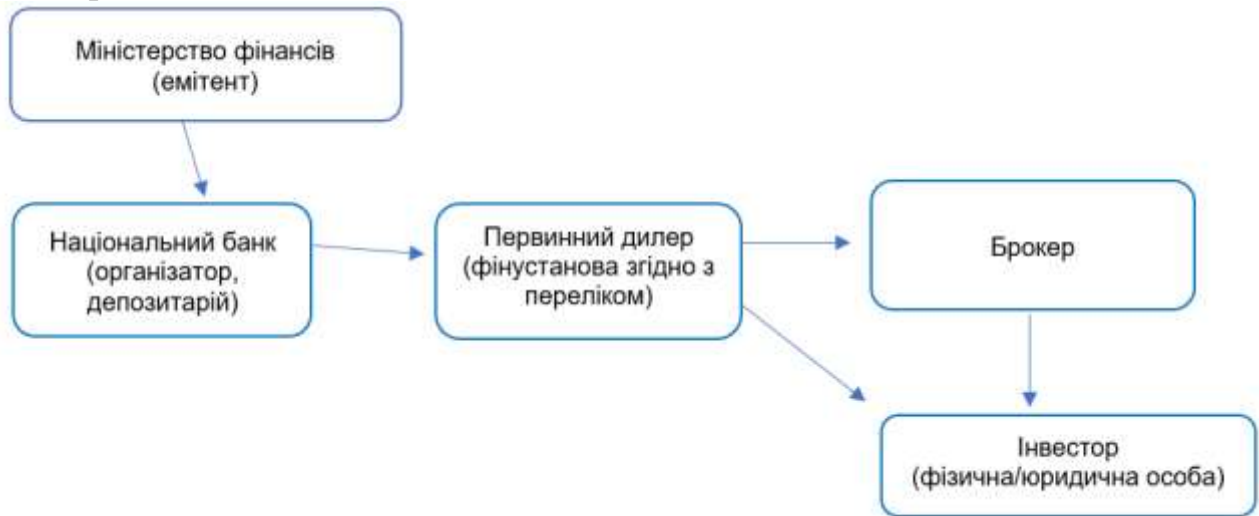 Міністерство фінансів
(емітент)
Національний банк
(організатор,
депозитарій)
Первинний дилер
(фінустанова згідно з
переліком)
Брокер
Інвестор
(фізична/юридична особа)